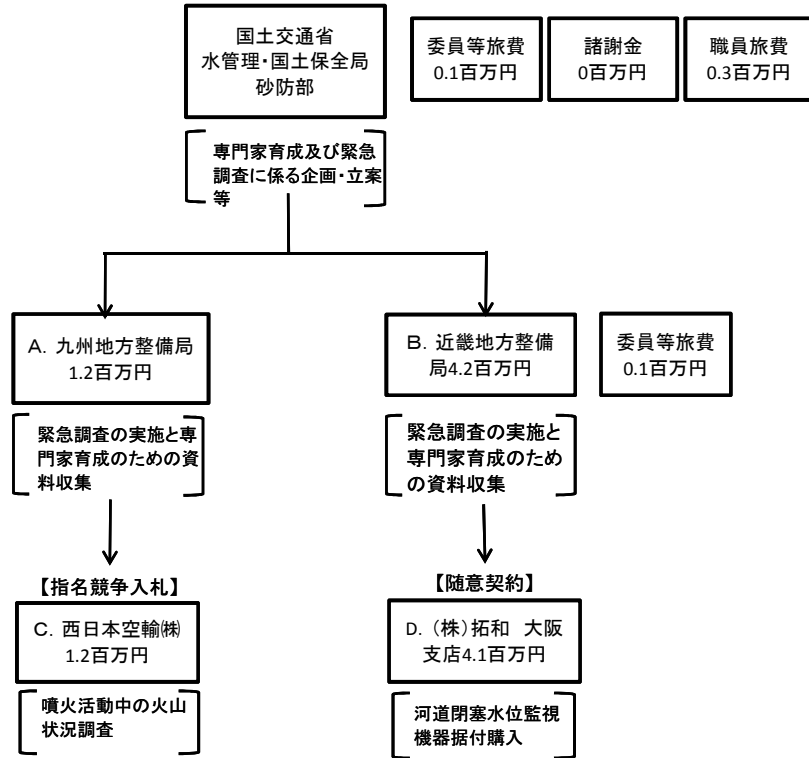 国土交通省
水管理・国土保全局
砂防部
委員等旅費
0.1百万円
諸謝金
0百万円
職員旅費
0.3百万円
専門家育成及び緊急
調査に係る企画・立案
等
A. 九州地方整備局
1.2百万円
B. 近畿地方整備
局4.2百万円
委員等旅費
0.1百万円
緊急調査の実施と専
門家育成のための資
料収集
緊急調査の実施と
専門家育成のため
の資料収集
【指名競争入札】
【随意契約】
C. 西日本空輸㈱
1.2百万円
D. (株)拓和 大阪
支店4.1百万円
噴火活動中の火山
状況調査
河道閉塞水位監視
機器据付購入